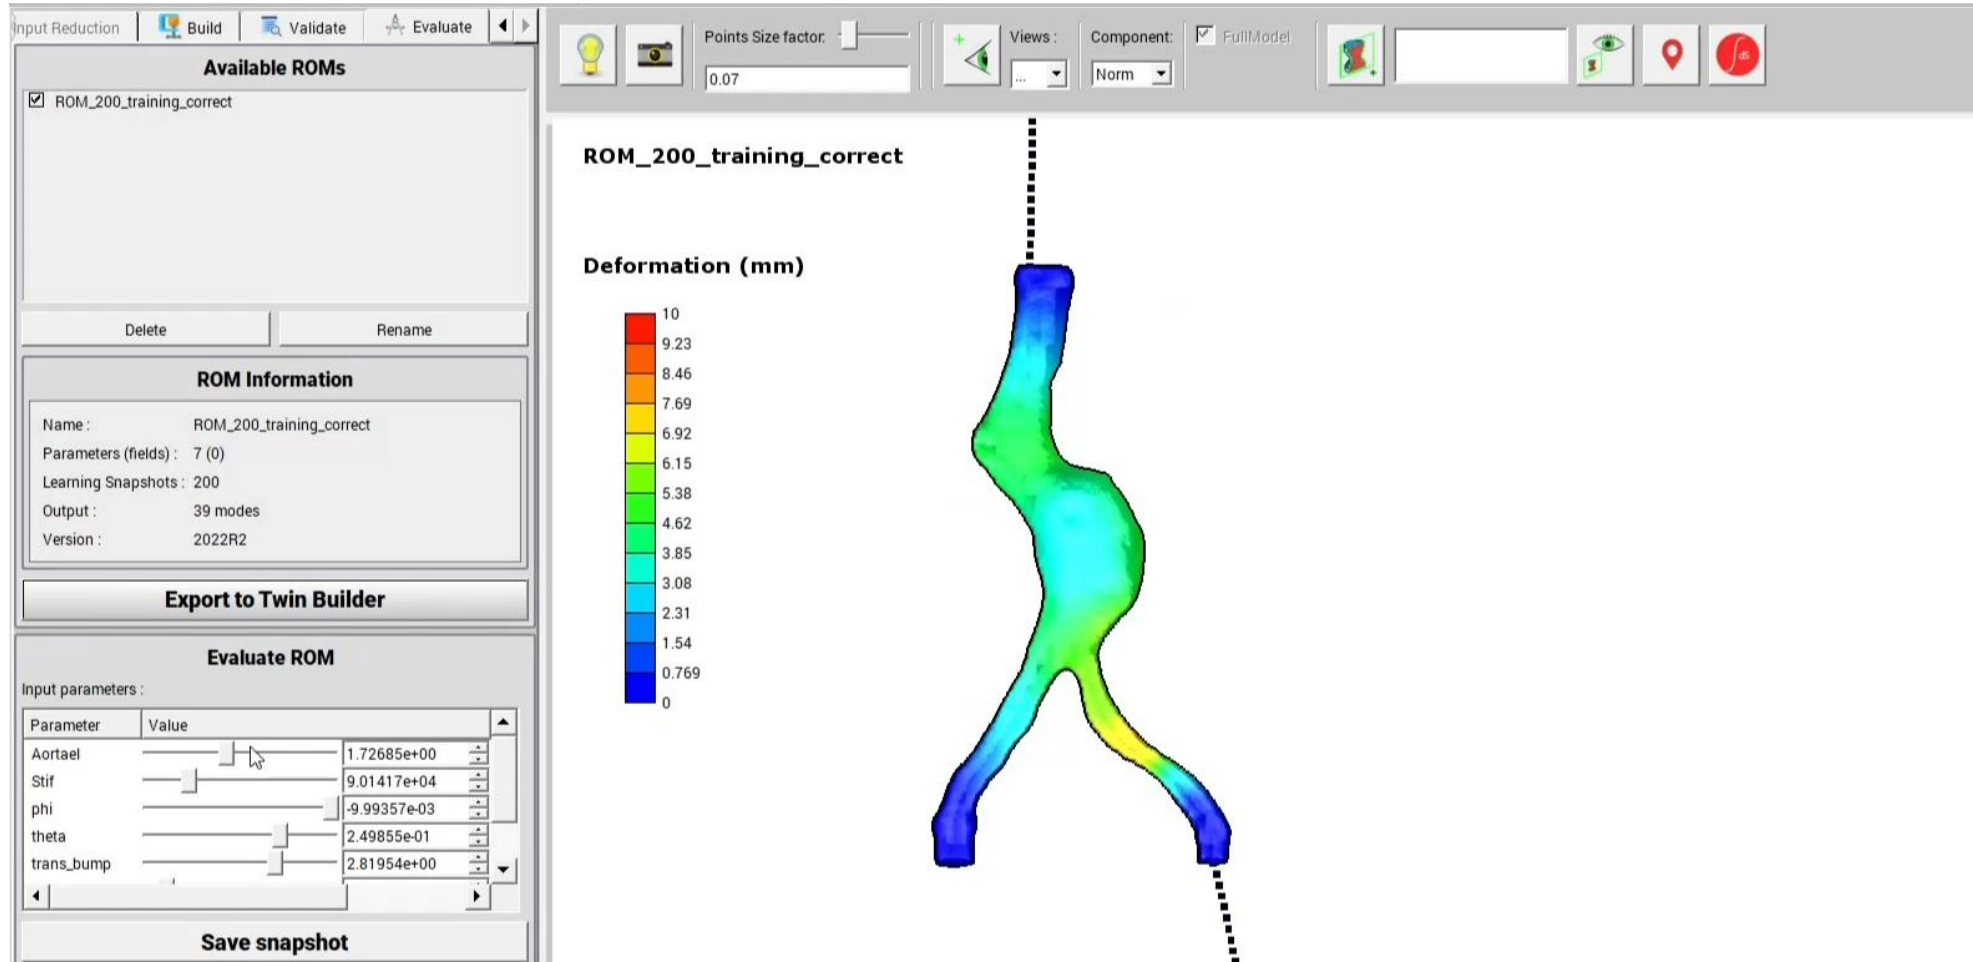 Input Reduction
Build
Validate
Evaluate
Available ROMs
ROM_200_training_correct
Delete
Rename
ROM Information
Name : ROM_200_training_correct
Parameters (fields) : 7 (0)
Learning Snapshots : 200
Output : 39 modes
Version : 2022R2
Export to Twin Builder
Evaluate ROM
Input parameters :
Parameter Value
Aortael 1.72685e+00
Stif 9.01417e+04
phi -9.99357e-03
theta 2.49855e-01
trans_bump 2.81954e+00
Save snapshot
Points Size factor:
0.07
Views :
...
Component:
Norm
FullModel
ROM_200_training_correct
Deformation (mm)
10
9.23
8.46
7.69
6.92
6.15
5.38
4.62
3.85
3.08
2.31
1.54
0.769
0